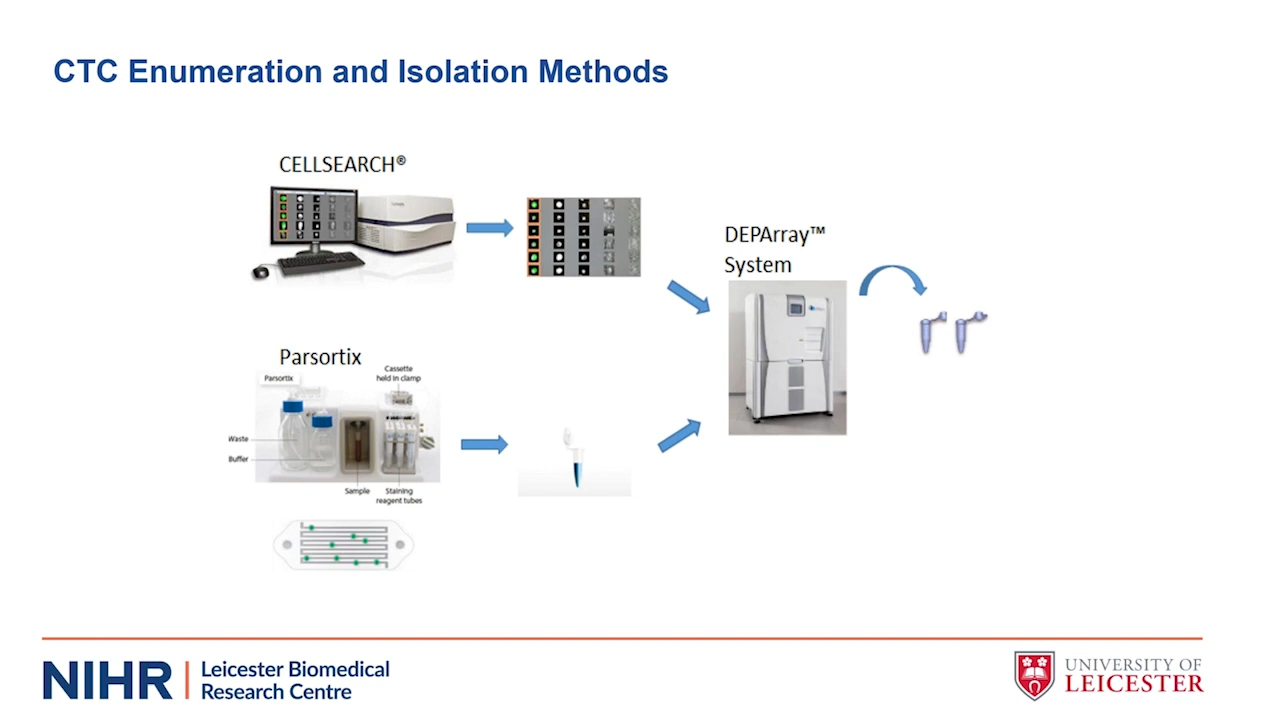 CTC Enumeration and Isolation Methods
CELLSEARCH®
DEPArray™
System
Parsortix
Parsortix
Cassette
held in clamp
Waste
Buffer
Sample
Staining
reagent tubes
NIHR | Leicester Biomedical
Research Centre
UNIVERSITY OF
LEICESTER